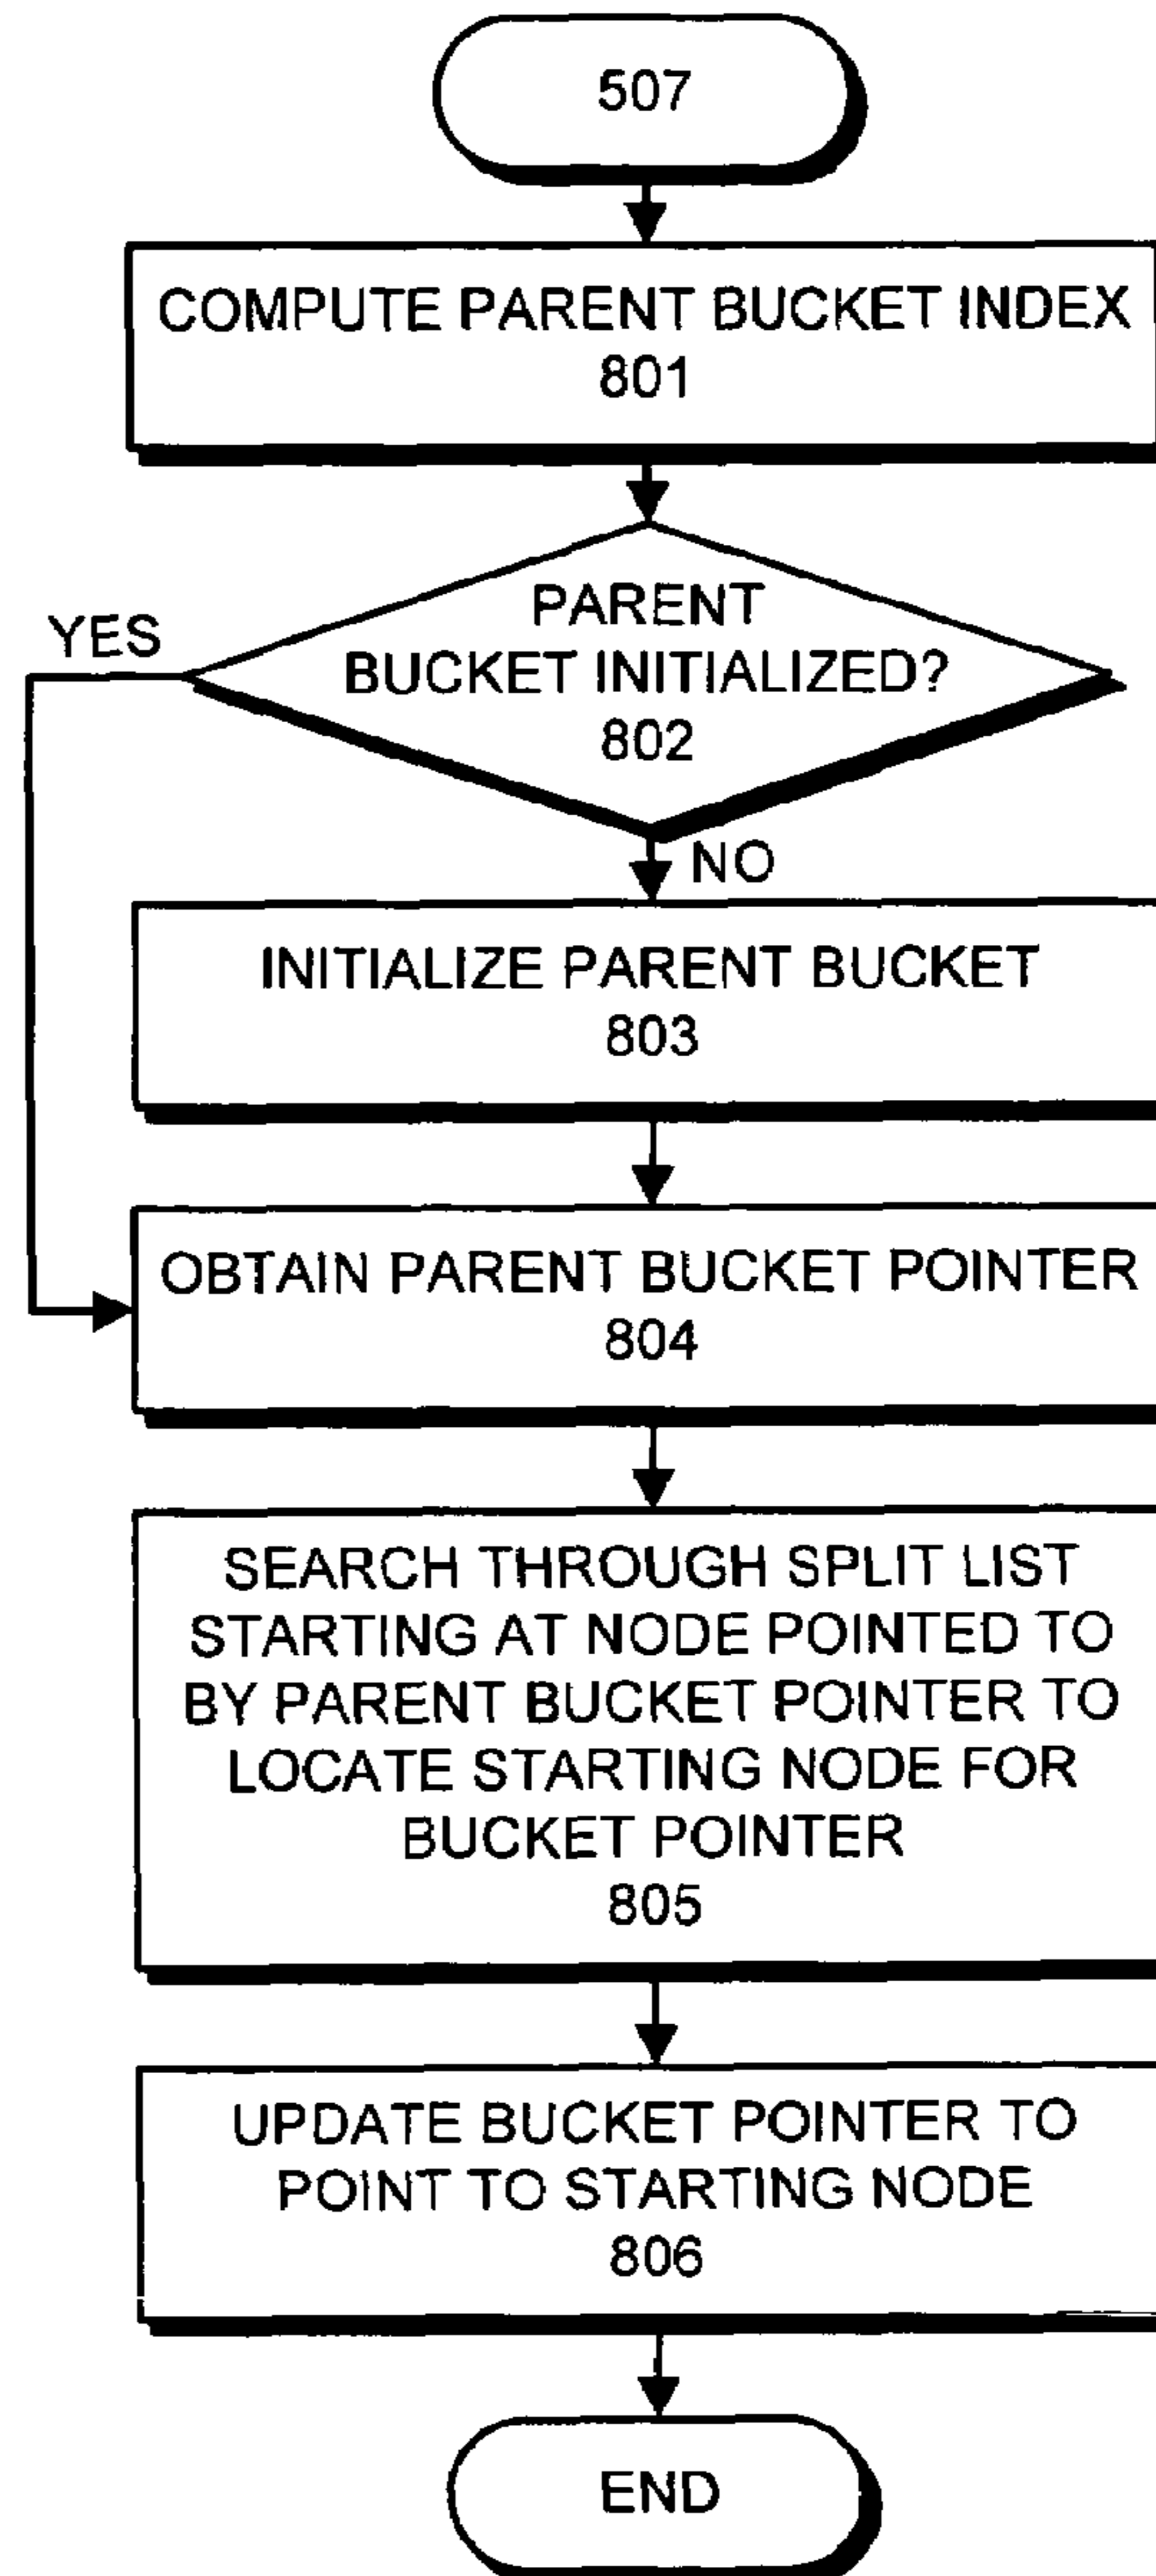 507
COMPUTE PARENT BUCKET INDEX
801
PARENT
BUCKET INITIALIZED?
802
YES
NO
INITIALIZE PARENT BUCKET
803
OBTAIN PARENT BUCKET POINTER
804
SEARCH THROUGH SPLIT LIST
STARTING AT NODE POINTED TO
BY PARENT BUCKET POINTER TO
LOCATE STARTING NODE FOR
BUCKET POINTER
805
UPDATE BUCKET POINTER TO
POINT TO STARTING NODE
806
END